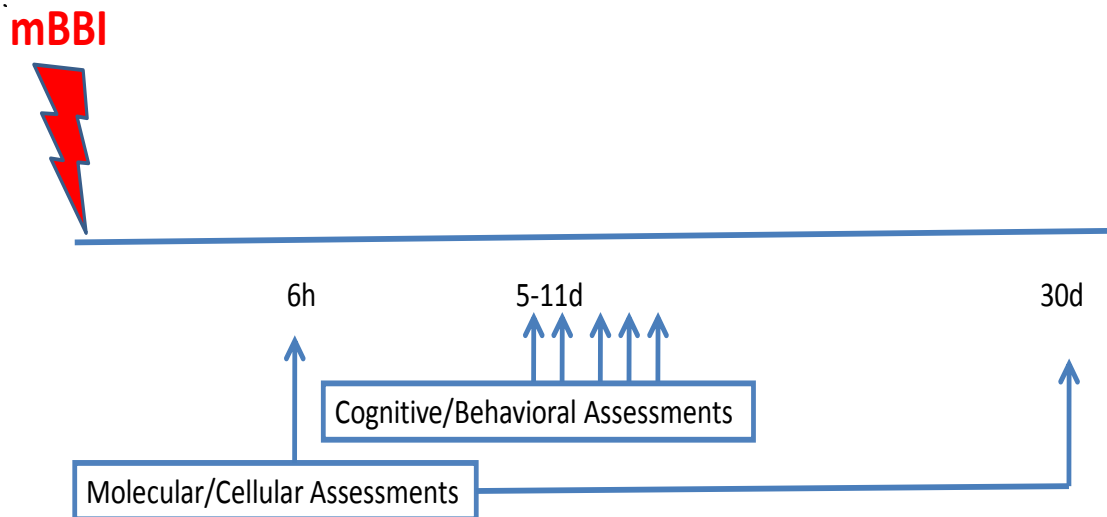 mBBI
6h
5-11d
30d
Cognitive/Behavioral Assessments
Molecular/Cellular Assessments